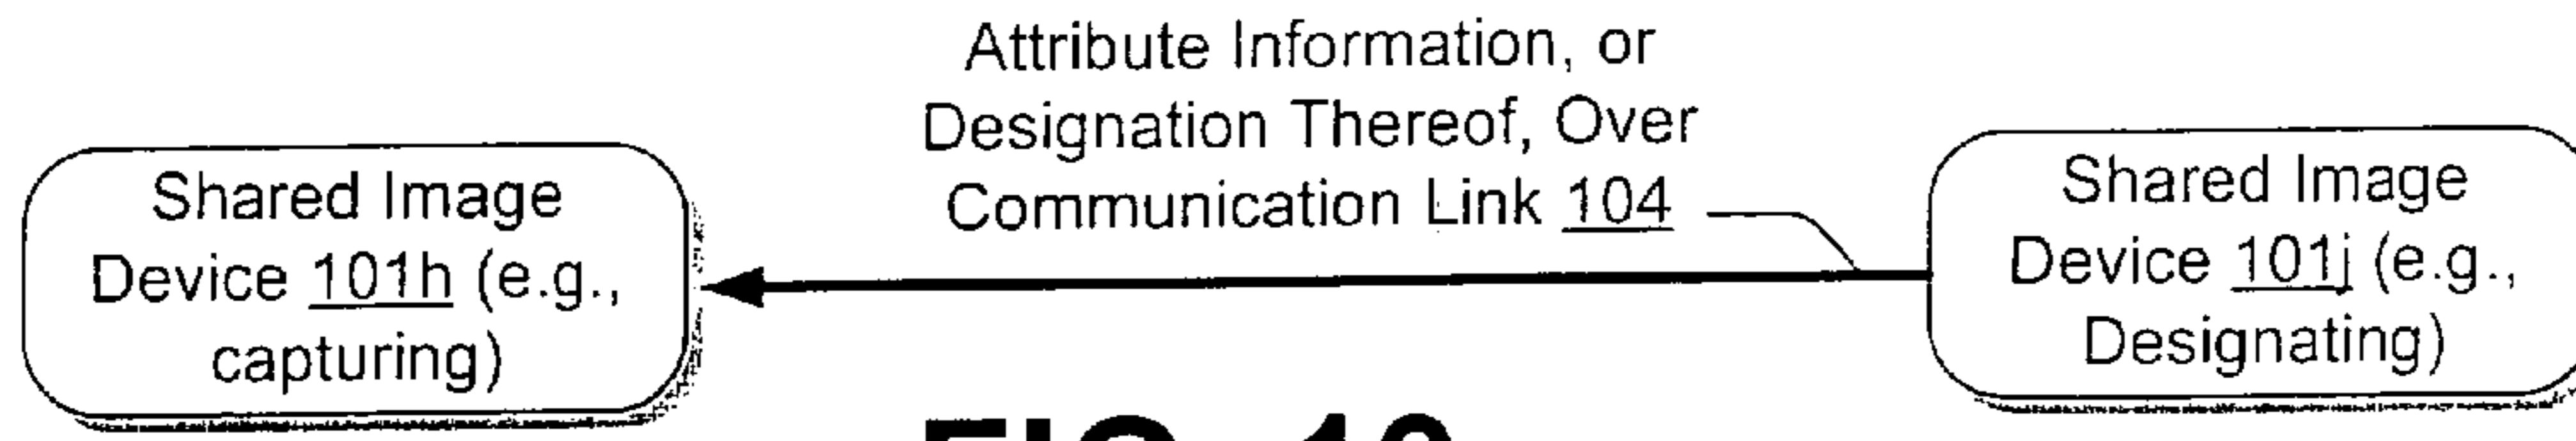 Attribute Information, or
Designation Thereof, Over
Communication Link 104
Shared Image
Device 101h (e.g.,
capturing)
Shared Image
Device 101j (e.g.,
Designating)